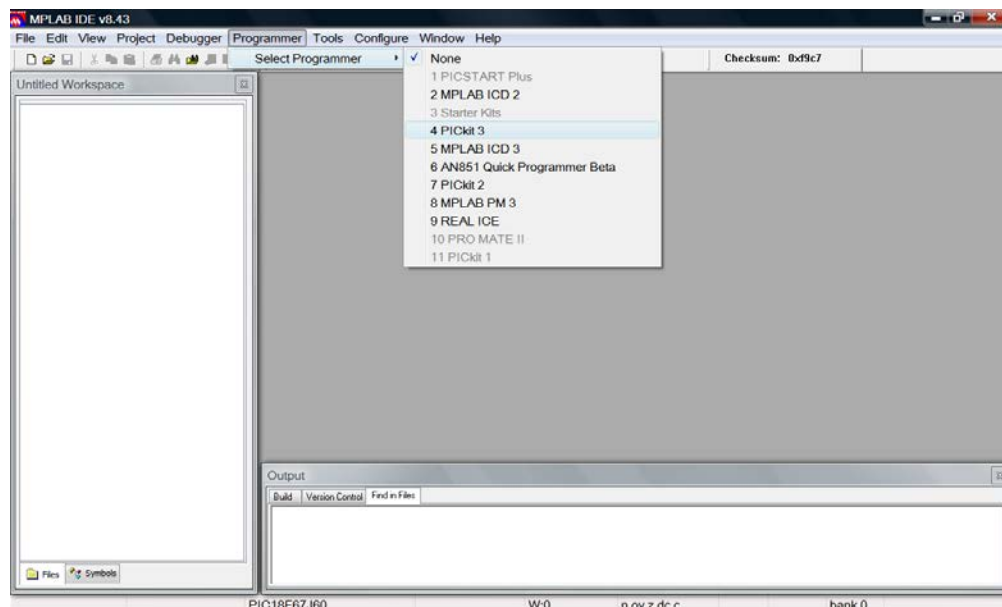 MPLAB IDE v8.43
File Edit View Project Debugger Programmer Tools Configure Window Help
Checksum: 0xf9c7
Select Programmer
None
1 PICSTART Plus
2 MPLAB ICD 2
3 Starter Kits
4 PICkit 3
5 MPLAB ICD 3
6 AN851 Quick Programmer Beta
7 PICkit 2
8 MPLAB PM 3
9 REAL ICE
10 PRO MATE II
11 PICkit 1
Untitled Workspace
Output
Build Version Control Find in Files
Files Symbols
PIC18F67J60 W:0 n ov z dc c bank 0